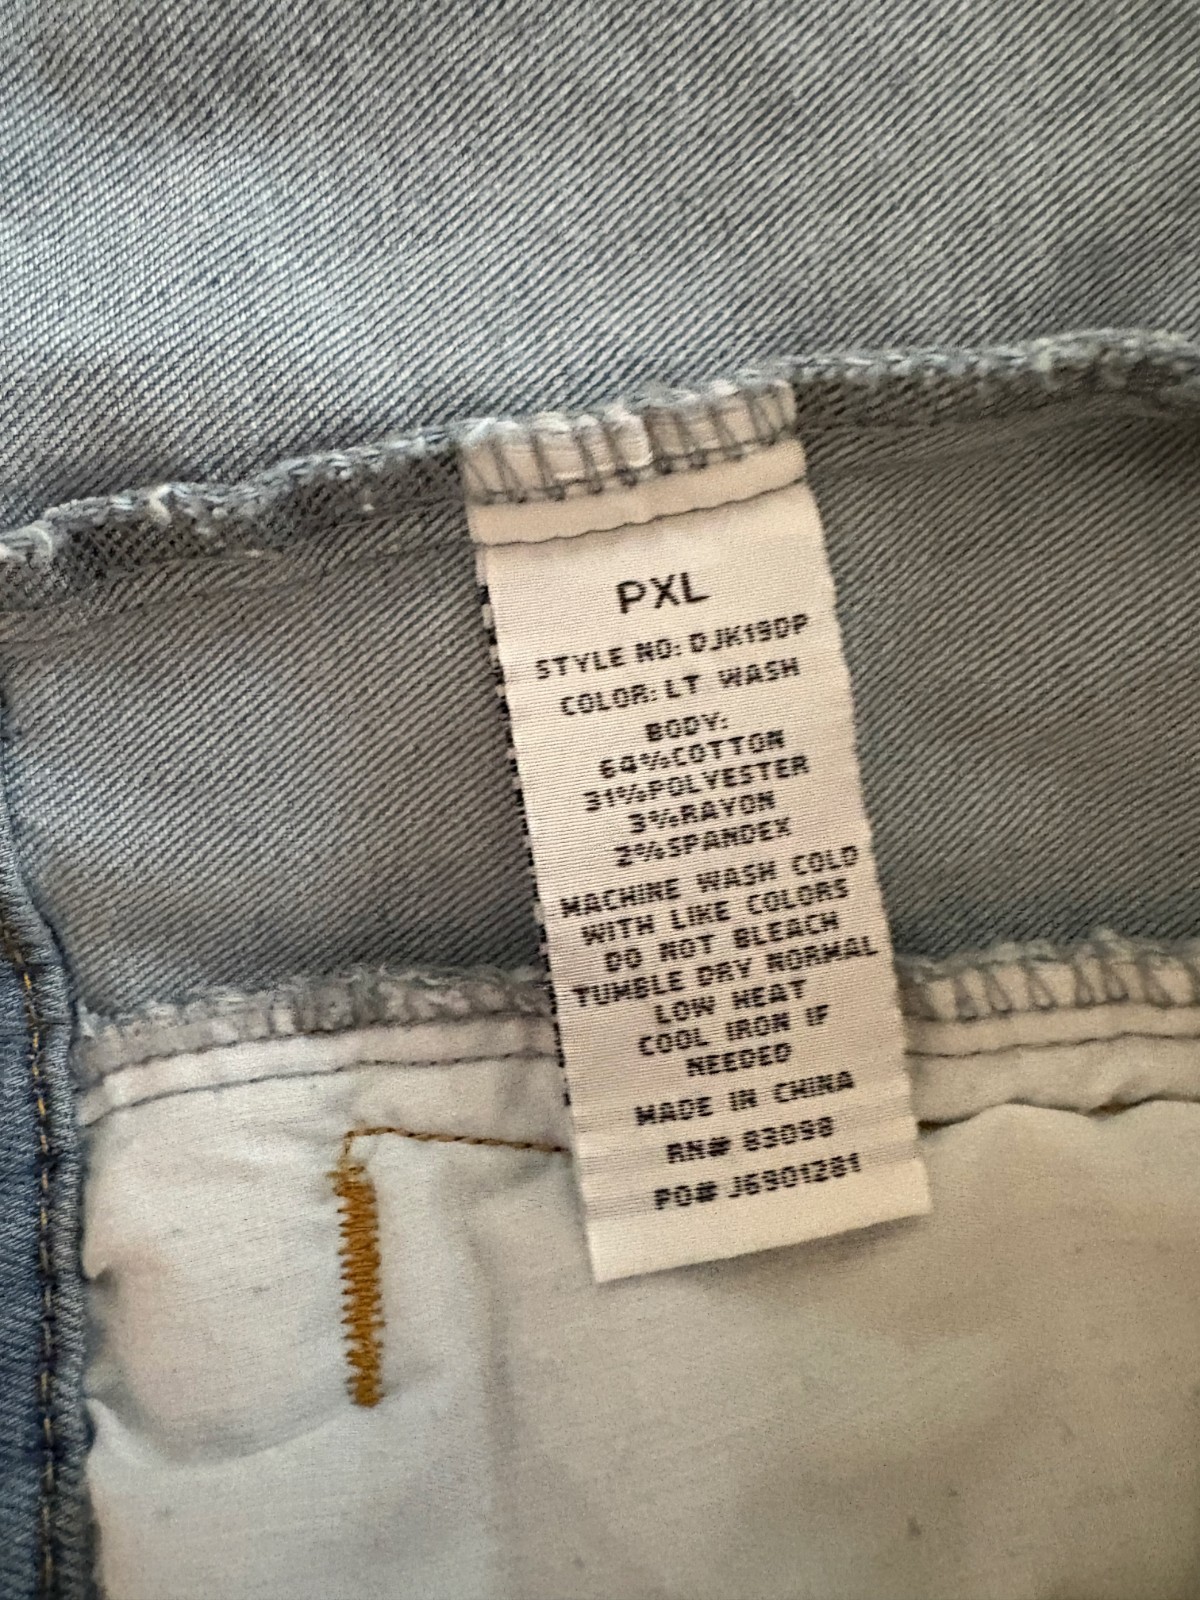 PXL
STYLE NO: DJK19DP
COLOR: LT WASH
BODY:
64%COTTON
31%POLYESTER
3%RAYON
2%SPANDEX
MACHINE WASH COLD
WITH LIKE COLORS
DO NOT BLEACH
TUMBLE DRY NORMAL
LOW HEAT
COOL IRON IF
NEEDED
MADE IN CHINA
RN# 83098
PO# J6901281